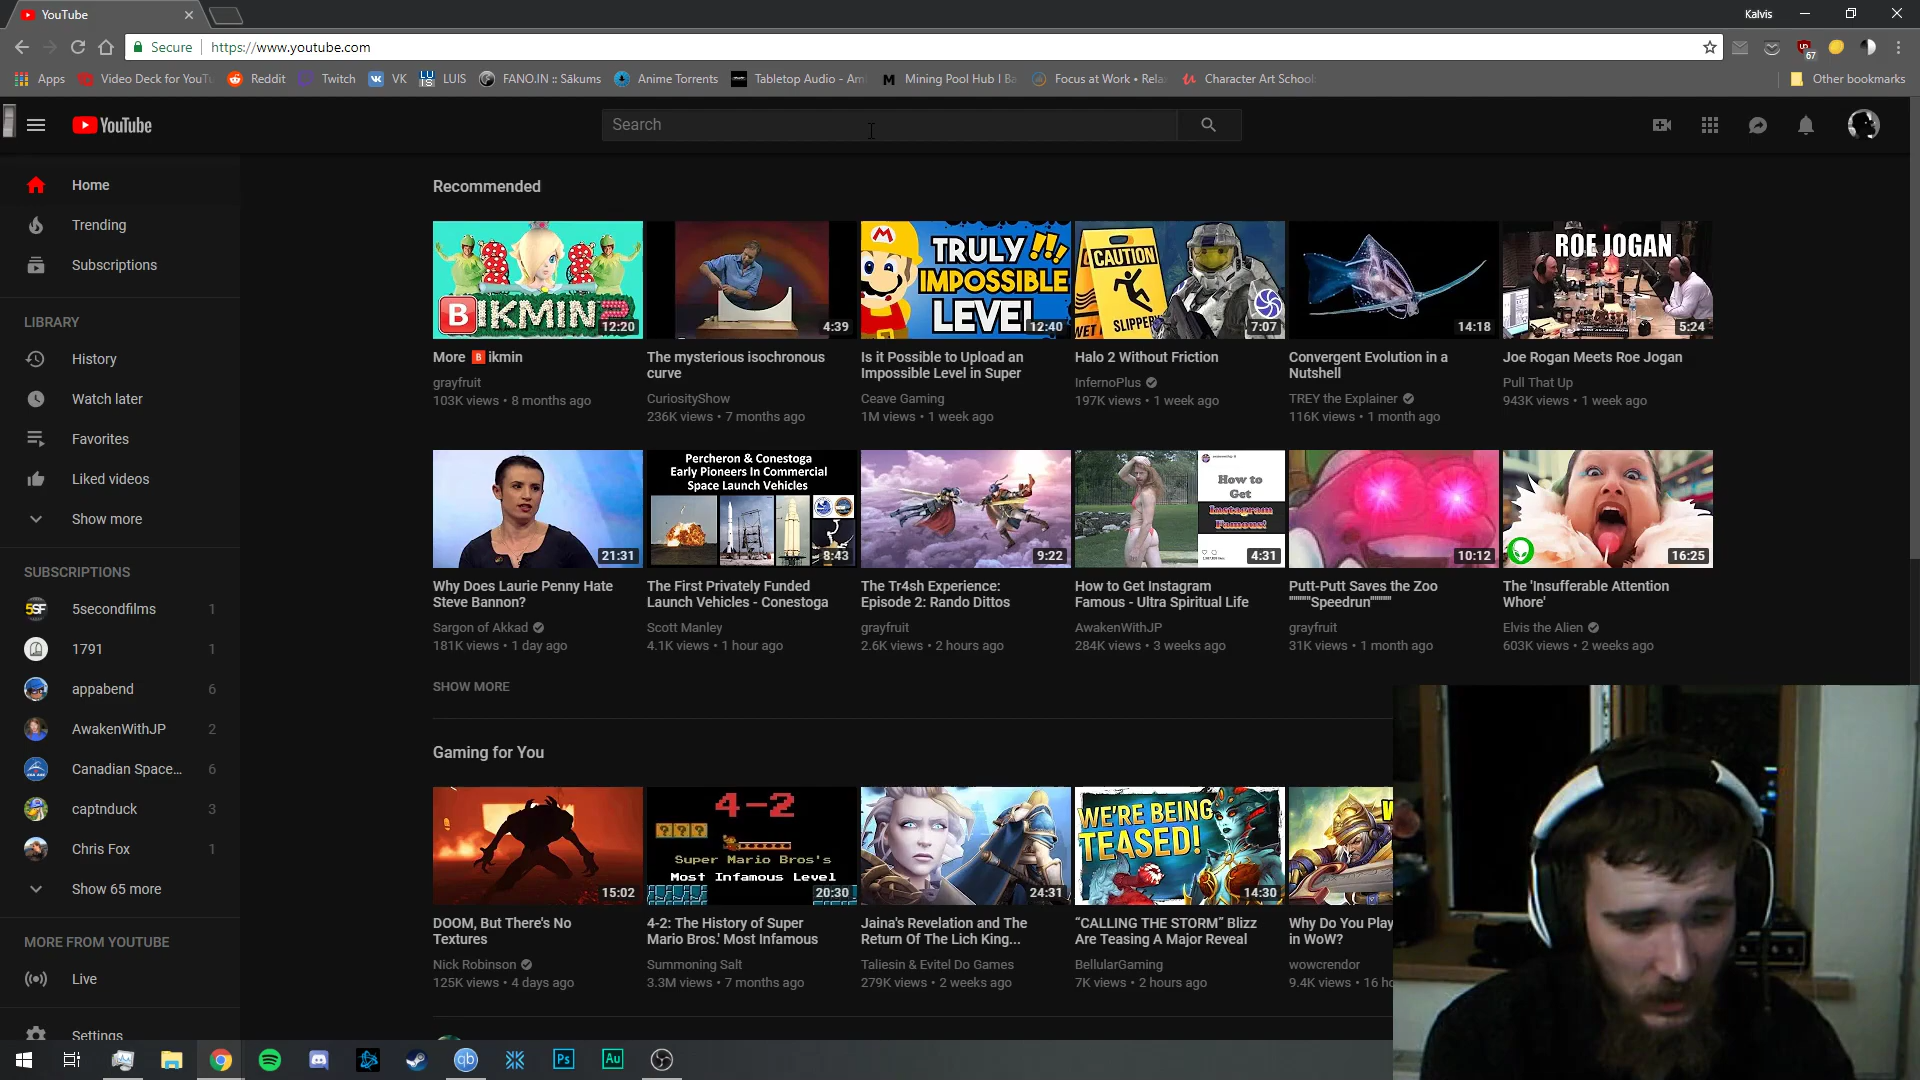 YouTube
Kalvis
Secure
https://www.youtube.com
67
Apps
Video Deck for YouTu
Reddit
Twitch
VK
LUIS
FANO.IN :: Sākums
Anime Torrents
Tabletop Audio - Am
Mining Pool Hub | Ba
Focus at Work • Rela
Character Art School
Other bookmarks
YouTube
Search
Home
Trending
Subscriptions
LIBRARY
History
Watch later
Favorites
Liked videos
Show more
SUBSCRIPTIONS
5secondfilms 1
1791 1
appabend 6
AwakenWithJP 2
Canadian Space... 6
captnduck 3
Chris Fox 1
Show 65 more
MORE FROM YOUTUBE
Live
Settings
Recommended
BIKMIN
12:20
More B ikmin
grayfruit
103K views • 8 months ago
4:39
The mysterious isochronous
curve
CuriosityShow
236K views • 7 months ago
TRULY!!!
IMPOSSIBLE
LEVEL
12:40
Is it Possible to Upload an
Impossible Level in Super
Ceave Gaming
1M views • 1 week ago
CAUTION
WET
SLIPPERY
7:07
Halo 2 Without Friction
InfernoPlus
197K views • 1 week ago
14:18
Convergent Evolution in a
Nutshell
TREY the Explainer
116K views • 1 month ago
ROE JOGAN
5:24
Joe Rogan Meets Roe Jogan
Pull That Up
943K views • 1 week ago
21:31
Why Does Laurie Penny Hate
Steve Bannon?
Sargon of Akkad
181K views • 1 day ago
Percheron & Conestoga
Early Pioneers In Commercial
Space Launch Vehicles
8:43
The First Privately Funded
Launch Vehicles - Conestoga
Scott Manley
4.1K views • 1 hour ago
9:22
The Tr4sh Experience:
Episode 2: Rando Dittos
grayfruit
2.6K views • 2 hours ago
How to
Get
Instagram
Famous!
4:31
How to Get Instagram
Famous - Ultra Spiritual Life
AwakenWithJP
284K views • 3 weeks ago
10:12
Putt-Putt Saves the Zoo
"""""Speedrun"""""
grayfruit
31K views • 1 month ago
16:25
The 'Insufferable Attention
Whore'
Elvis the Alien
603K views • 2 weeks ago
SHOW MORE
Gaming for You
15:02
DOOM, But There's No
Textures
Nick Robinson
125K views • 4 days ago
4-2
???
Super Mario Bros's
Most Infamous Level
20:30
4-2: The History of Super
Mario Bros.' Most Infamous
Summoning Salt
3.3M views • 7 months ago
24:31
Jaina's Revelation and The
Return Of The Lich King...
Taliesin & Evitel Do Games
279K views • 2 weeks ago
WE'RE BEING
TEASED!
14:30
“CALLING THE STORM” Blizz
Are Teasing A Major Reveal
BellularGaming
7K views • 2 hours ago
Why Do You Play
in WoW?
wowcrendor
9.4K views • 16 ho
qb
Ps
Au